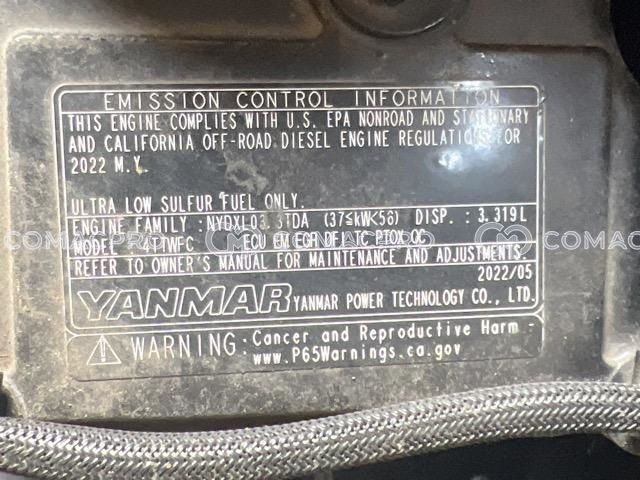 EMISSION CONTROL INFORMATION
THIS ENGINE COMPLIES WITH U.S. EPA NONROAD AND STATIONARY
AND CALIFORNIA OFF-ROAD DIESEL ENGINE REGULATIONS FOR
2022 M.Y.
ULTRA LOW SULFUR FUEL ONLY.
ENGINE FAMILY : NYDXL03.3TDA (37≤kW<56) DISP. : 3.319L
MODEL : ECU EM EGR DFI TC PTOX OC
REFER TO OWNER'S MANUAL FOR MAINTENANCE AND ADJUSTMENTS.
2022/05
YANMAR YANMAR POWER TECHNOLOGY CO., LTD.
WARNING: Cancer and Reproductive Harm -
www.P65Warnings.ca.gov